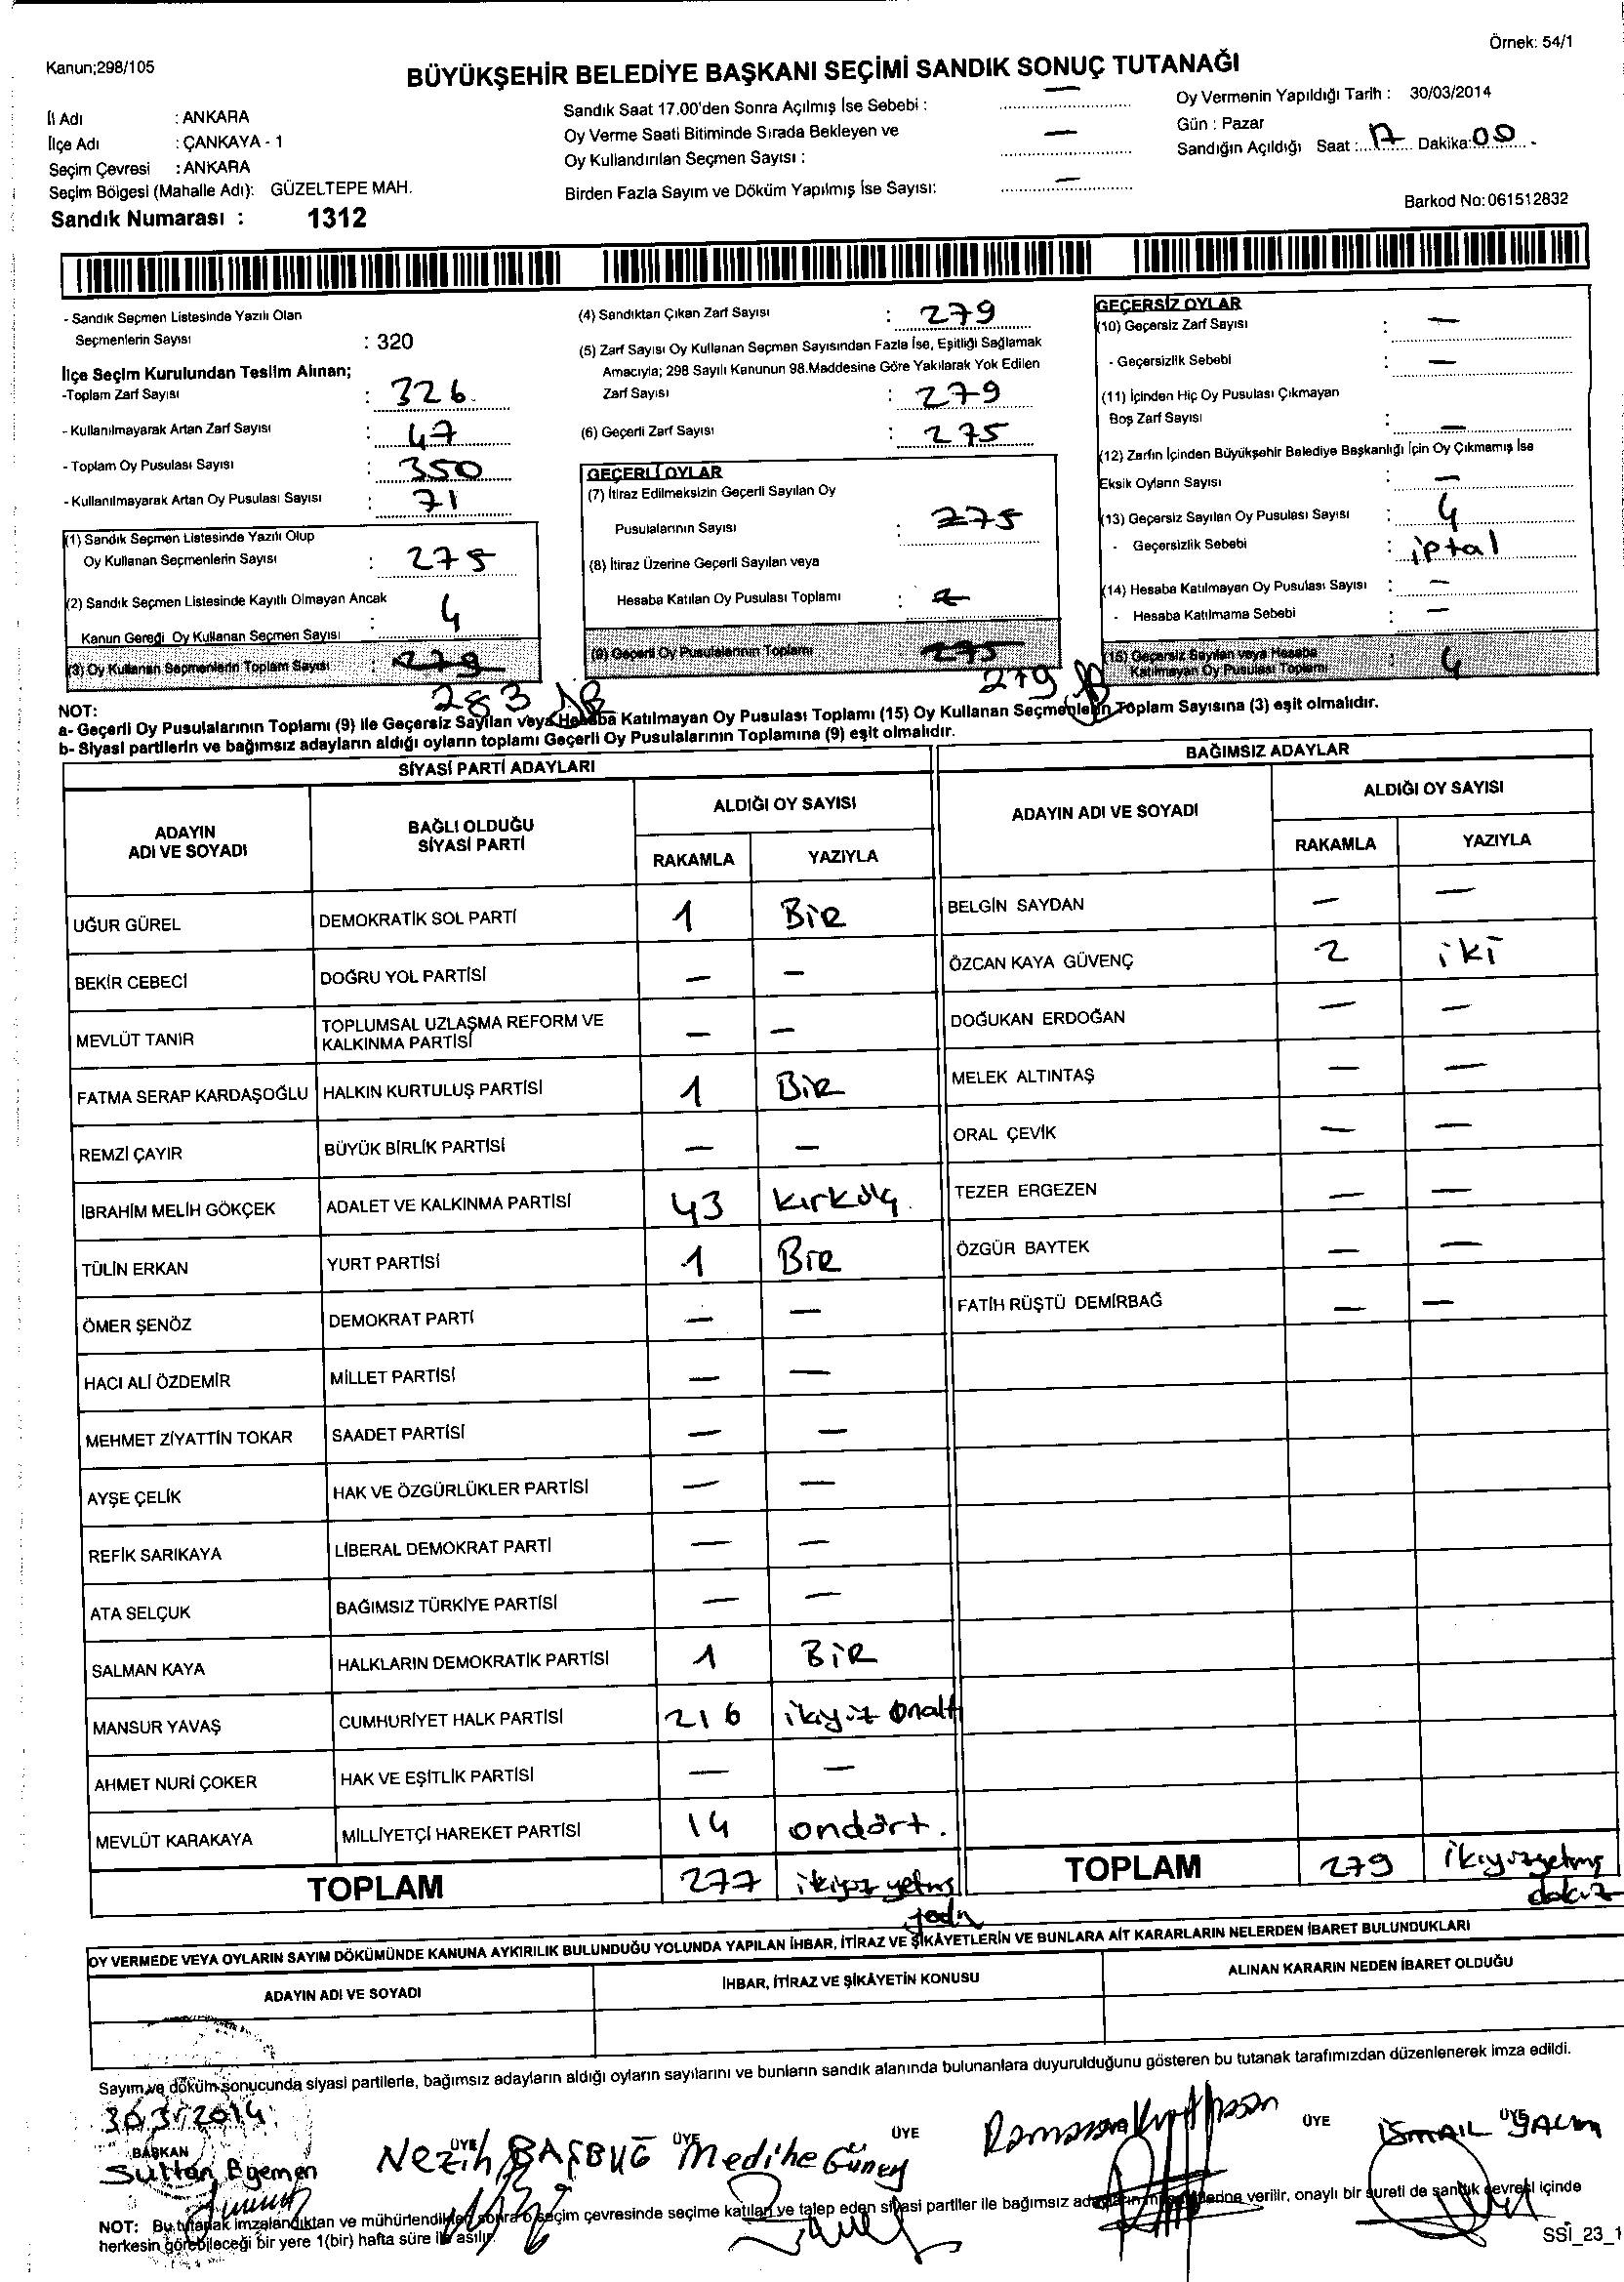 Örnek: 54/1
Kanun;298/105
BÜYÜKŞEHİR BELEDİYE BAŞKANI SEÇİMİ SANDIK SONUÇ TUTANAĞI
İl Adı : ANKARA
İlçe Adı : ÇANKAYA - 1
Seçim Çevresi : ANKARA
Seçim Bölgesi (Mahalle Adı): GÜZELTEPE MAH.
Sandık Numarası : 1312
Sandık Saat 17.00'den Sonra Açılmış İse Sebebi : —
Oy Verme Saati Bitiminde Sırada Bekleyen ve
Oy Kullandırılan Seçmen Sayısı : —
Birden Fazla Sayım ve Döküm Yapılmış İse Sayısı: —
Oy Vermenin Yapıldığı Tarih : 30/03/2014
Gün : Pazar
Sandığın Açıldığı Saat : 17 Dakika: 00
Barkod No: 061512832
- Sandık Seçmen Listesinde Yazılı Olan
Seçmenlerin Sayısı : 320
İlçe Seçim Kurulundan Teslim Alınan;
-Toplam Zarf Sayısı : 326
- Kullanılmayarak Artan Zarf Sayısı : 47
- Toplam Oy Pusulası Sayısı : 350
- Kullanılmayarak Artan Oy Pusulası Sayısı : 71
(1) Sandık Seçmen Listesinde Yazılı Olup
Oy Kullanan Seçmenlerin Sayısı : 275
(2) Sandık Seçmen Listesinde Kayıtlı Olmayan Ancak
Kanun Gereği Oy Kullanan Seçmen Sayısı : 4
(3) Oy Kullanan Seçmenlerin Toplam Sayısı : 279
283
(4) Sandıktan Çıkan Zarf Sayısı : 279
(5) Zarf Sayısı Oy Kullanan Seçmen Sayısından Fazla İse, Eşitliği Sağlamak
Amacıyla; 298 Sayılı Kanunun 98.Maddesine Göre Yakılarak Yok Edilen
Zarf Sayısı : 279
(6) Geçerli Zarf Sayısı : 275
GEÇERLİ OYLAR
(7) İtiraz Edilmeksizin Geçerli Sayılan Oy
Pusulalarının Sayısı : 275
(8) İtiraz Üzerine Geçerli Sayılan veya
Hesaba Katılan Oy Pusulası Toplamı :
(9) Geçerli Oy Pusulalarının Toplamı 275
279
GEÇERSİZ OYLAR
(10) Geçersiz Zarf Sayısı : —
- Geçersizlik Sebebi : —
(11) İçinden Hiç Oy Pusulası Çıkmayan
Boş Zarf Sayısı : —
(12) Zarfın İçinden Büyükşehir Belediye Başkanlığı İçin Oy Çıkmamış İse
Eksik Oyların Sayısı : —
(13) Geçersiz Sayılan Oy Pusulası Sayısı : 4
- Geçersizlik Sebebi : iptal
(14) Hesaba Katılmayan Oy Pusulası Sayısı : —
- Hesaba Katılmama Sebebi : —
(15) Geçersiz Sayılan veya Hesaba
Katılmayan Oy Pusulası Toplamı : 4
NOT:
a- Geçerli Oy Pusulalarının Toplamı (9) ile Geçersiz Sayılan veya Hesaba Katılmayan Oy Pusulası Toplamı (15) Oy Kullanan Seçmenlerin Toplam Sayısına (3) eşit olmalıdır.
b- Siyasi partilerin ve bağımsız adayların aldığı oyların toplamı Geçerli Oy Pusulalarının Toplamına (9) eşit olmalıdır.
SİYASİ PARTİ ADAYLARI
ADAYIN ADI VE SOYADI BAĞLI OLDUĞU SİYASİ PARTİ ALDIĞI OY SAYISI
RAKAMLA YAZIYLA
UĞUR GÜREL DEMOKRATİK SOL PARTİ 1 BİR
BEKİR CEBECİ DOĞRU YOL PARTİSİ — —
MEVLÜT TANIR TOPLUMSAL UZLAŞMA REFORM VE KALKINMA PARTİSİ — —
FATMA SERAP KARDAŞOĞLU HALKIN KURTULUŞ PARTİSİ 1 BİR
REMZİ ÇAYIR BÜYÜK BİRLİK PARTİSİ — —
İBRAHİM MELİH GÖKÇEK ADALET VE KALKINMA PARTİSİ 43 kırküç
TÜLİN ERKAN YURT PARTİSİ 1 BİR
ÖMER ŞENÖZ DEMOKRAT PARTİ — —
HACI ALİ ÖZDEMİR MİLLET PARTİSİ — —
MEHMET ZİYATTİN TOKAR SAADET PARTİSİ — —
AYŞE ÇELİK HAK VE ÖZGÜRLÜKLER PARTİSİ — —
REFİK SARIKAYA LİBERAL DEMOKRAT PARTİ — —
ATA SELÇUK BAĞIMSIZ TÜRKİYE PARTİSİ — —
SALMAN KAYA HALKLARIN DEMOKRATİK PARTİSİ 1 BİR
MANSUR YAVAŞ CUMHURİYET HALK PARTİSİ 216 ikiyüz onaltı
AHMET NURİ ÇOKER HAK VE EŞİTLİK PARTİSİ — —
MEVLÜT KARAKAYA MİLLİYETÇİ HAREKET PARTİSİ 14 ondört.
TOPLAM 277 ikiyüz yetmiş yedi
BAĞIMSIZ ADAYLAR
ADAYIN ADI VE SOYADI ALDIĞI OY SAYISI
RAKAMLA YAZIYLA
BELGİN SAYDAN — —
ÖZCAN KAYA GÜVENÇ 2 iki
DOĞUKAN ERDOĞAN — —
MELEK ALTINTAŞ — —
ORAL ÇEVİK — —
TEZER ERGEZEN — —
ÖZGÜR BAYTEK — —
FATİH RÜŞTÜ DEMİRBAĞ — —
TOPLAM 279 ikiyüzyetmiş dokuz
OY VERMEDE VEYA OYLARIN SAYIM DÖKÜMÜNDE KANUNA AYKIRILIK BULUNDUĞU YOLUNDA YAPILAN İHBAR, İTİRAZ VE ŞİKÂYETLERİN VE BUNLARA AİT KARARLARIN NELERDEN İBARET BULUNDUKLARI
ADAYIN ADI VE SOYADI İHBAR, İTİRAZ VE ŞİKÂYETİN KONUSU ALINAN KARARIN NEDEN İBARET OLDUĞU
Sayım ve döküm sonucunda siyasi partilerle, bağımsız adayların aldığı oyların sayılarını ve bunların sandık alanında bulunanlara duyurulduğunu gösteren bu tutanak tarafımızdan düzenlenerek imza edildi.
30/3/2014
BAŞKAN ÜYE ÜYE ÜYE ÜYE ÜYE
Sultan Egemen Nezih BAŞBUĞ Medihe Güney Ramazan İSMAİL YALIN
NOT: Bu tutanak imzalandıktan ve mühürlendikten sonra o seçim çevresinde seçime katılan ve talep eden siyasi partiler ile bağımsız adayların verilir, onaylı bir sureti de sandık çevresi içinde
herkesin görebileceği bir yere 1(bir) hafta süre ile asılır.
SSİ_23_1